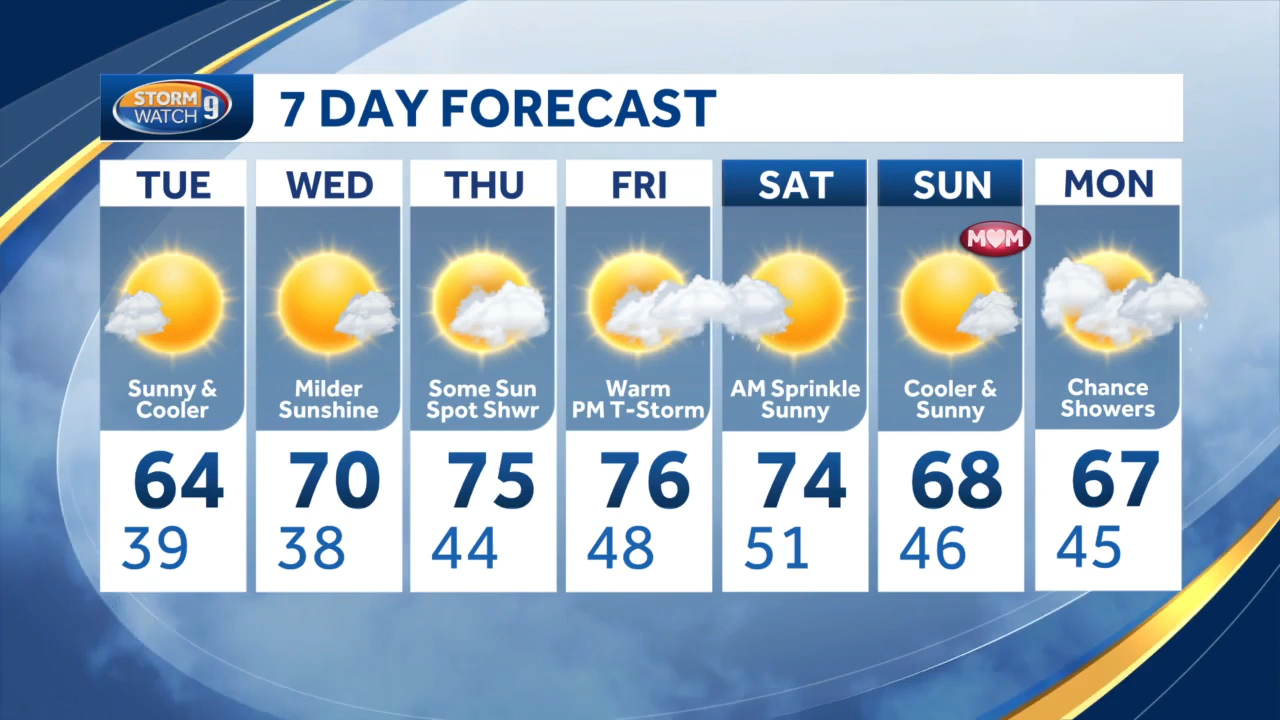 STORM
WATCH 9
7 DAY FORECAST
TUE
Sunny &
Cooler
64
39
WED
Milder
Sunshine
70
38
THU
Some Sun
Spot Shwr
75
44
FRI
Warm
PM T-Storm
76
48
SAT
AM Sprinkle
Sunny
74
51
SUN
M♥M
Cooler &
Sunny
68
46
MON
Chance
Showers
67
45